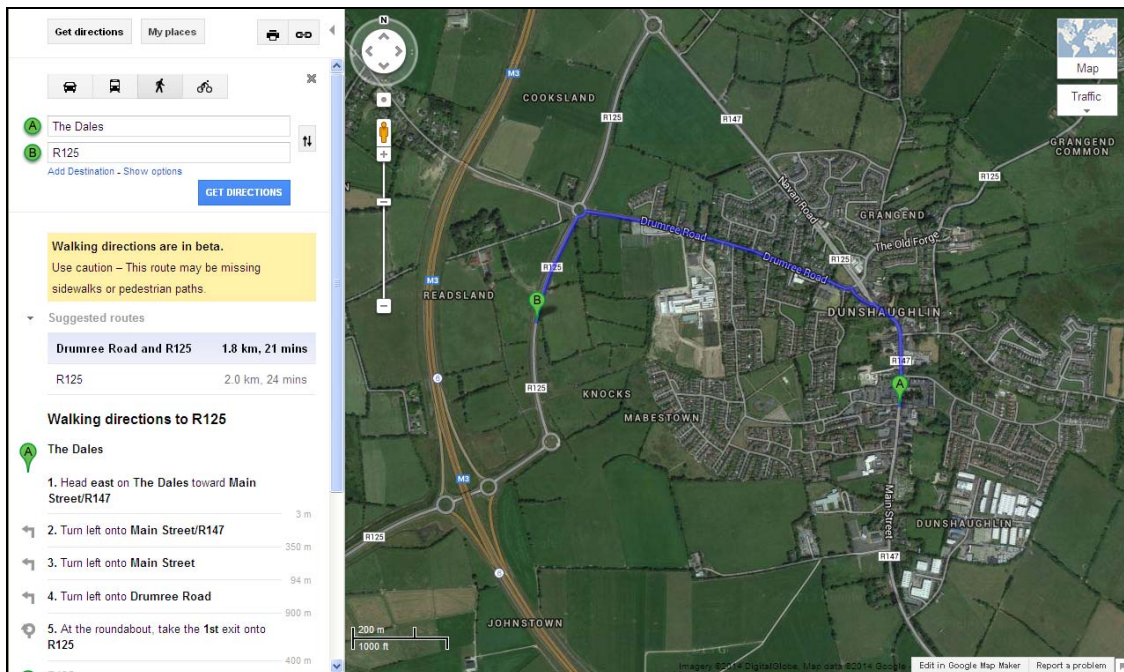 Get directions
My places
A
The Dales
B
R125
Add Destination - Show options
GET DIRECTIONS
Walking directions are in beta.
Use caution – This route may be missing
sidewalks or pedestrian paths.
Suggested routes
Drumree Road and R125 1.8 km, 21 mins
R125 2.0 km, 24 mins
Walking directions to R125
A
The Dales
1. Head east on The Dales toward Main
Street/R147
3 m
2. Turn left onto Main Street/R147
350 m
3. Turn left onto Main Street
94 m
4. Turn left onto Drumree Road
900 m
5. At the roundabout, take the 1st exit onto
R125
400 m
N
Map
Traffic
M3
COOKSLAND
R125
R147
GRANGEND
COMMON
R125
Navan Road
GRANGEND
Drumree Road
The Old Forge
R125
Drumree Road
R125
M3
READSLAND
B
DUNSHAUGHLIN
R147
A
6
R125
KNOCKS
MABESTOWN
M3
Main Street
DUNSHAUGHLIN
R125
R147
6
JOHNSTOWN
200 m
1000 ft
Imagery ©2014 DigitalGlobe, Map data ©2014 Google
Edit in Google Map Maker
Report a problem